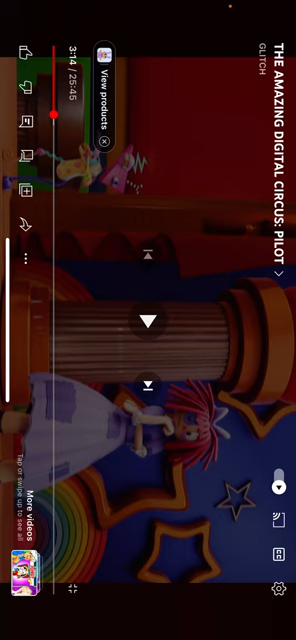 THE AMAZING DIGITAL CIRCUS: PILOT
GLITCH
View products
3:14 / 25:45
More videos
Tap or swipe up to see all